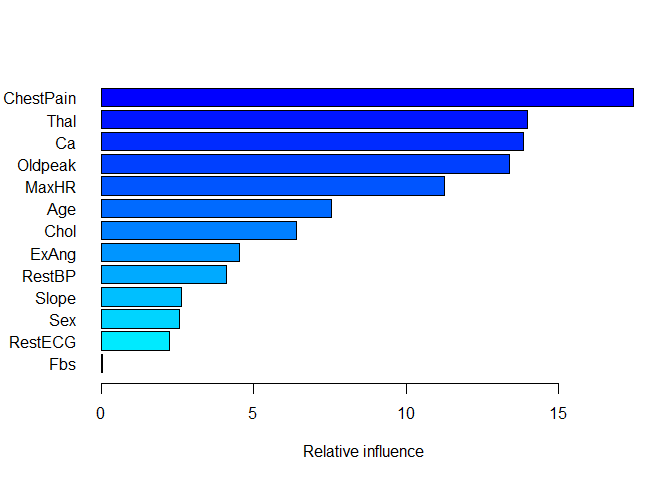 ChestPain
Thal
Ca
Oldpeak
MaxHR
Age
Chol
ExAng
RestBP
Slope
Sex
RestECG
Fbs
0 5 10 15
Relative influence